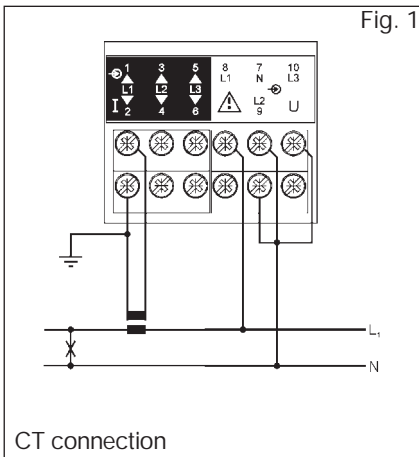 Fig. 1
1 3 5 8 7 10
L1 N L3
L1 L2 L3
I L2 U
2 4 6 9
L1
N
CT connection